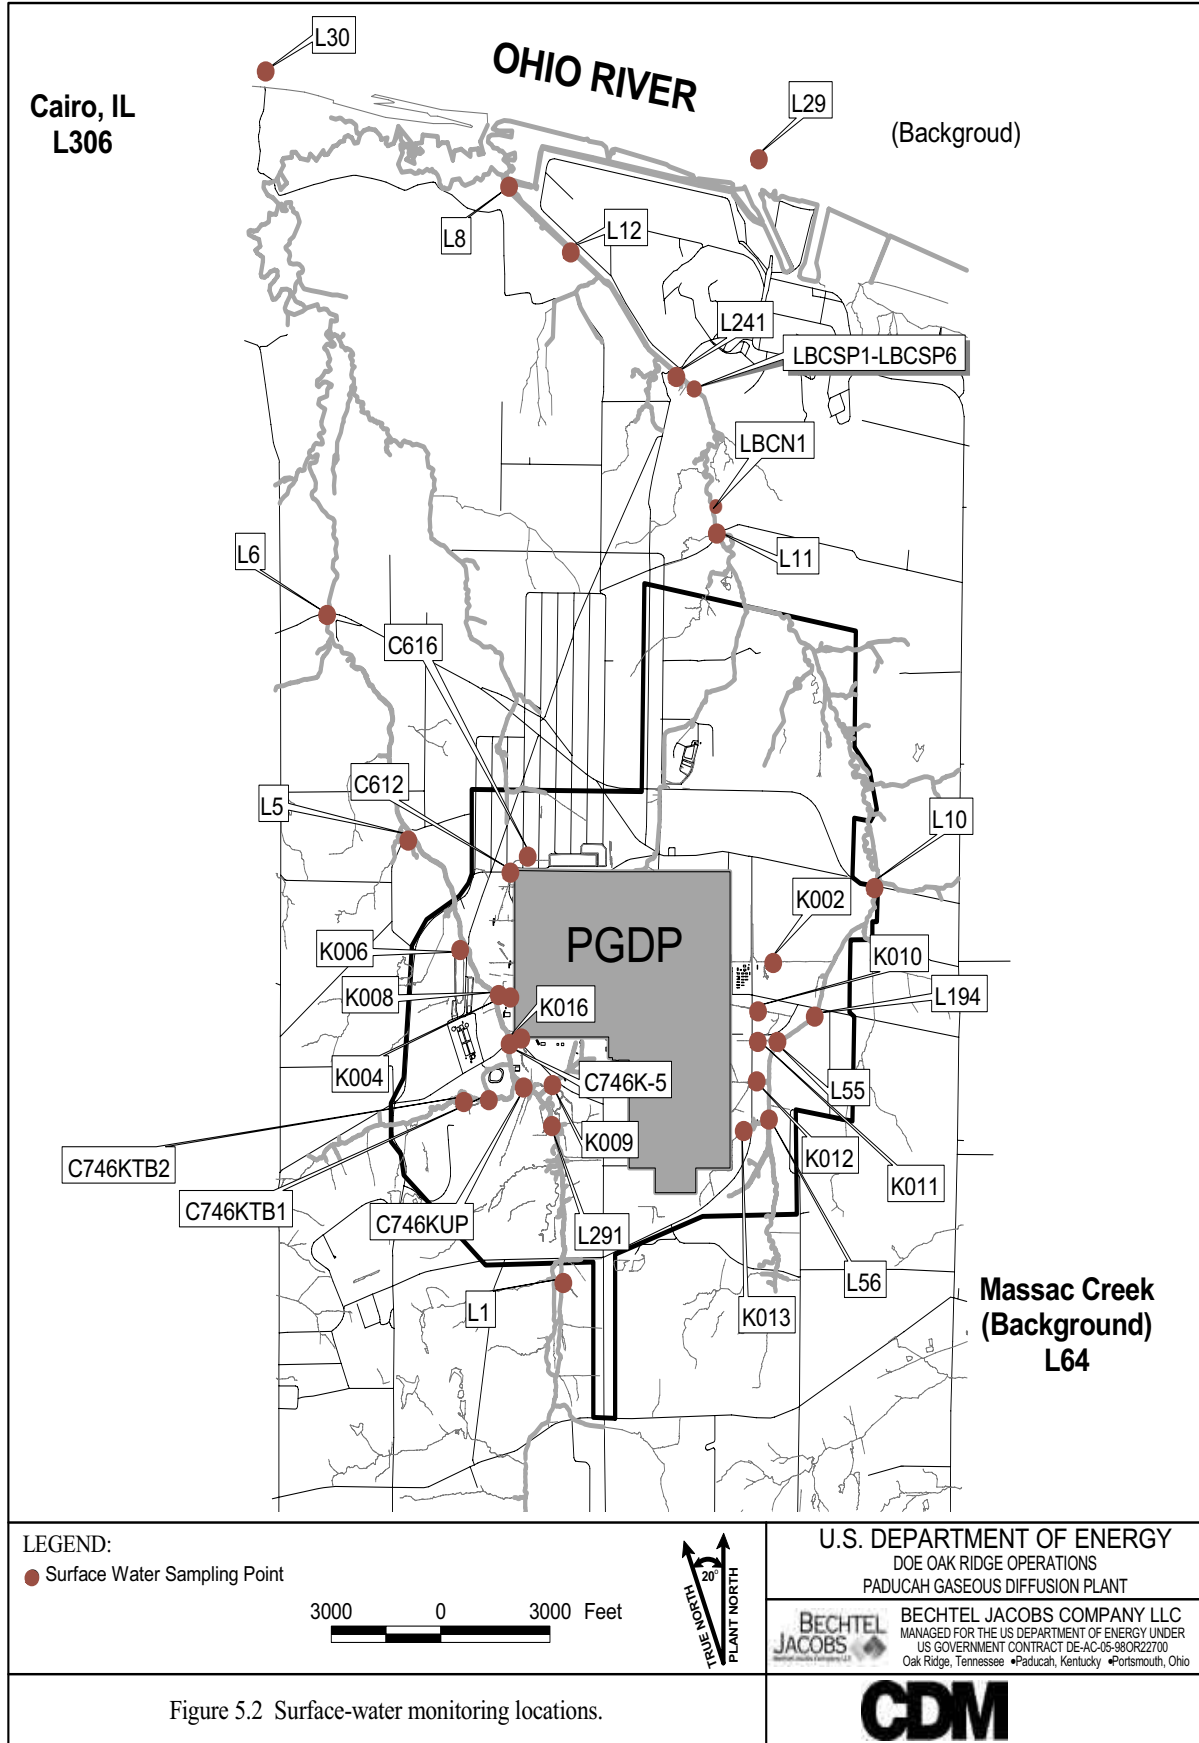 L30
OHIO RIVER
Cairo, IL
L306
L29
(Backgroud)
L8
L12
L241
LBCSP1-LBCSP6
LBCN1
L11
L6
C616
C612
L5
L10
K002
PGDP
K006
K010
K008
L194
K016
K004
C746K-5
L55
K009
C746KTB2
K012
K011
C746KTB1
C746KUP
L291
L56
L1
K013
Massac Creek
(Background)
L64
LEGEND:
Surface Water Sampling Point
3000 0 3000 Feet
20°
TRUE NORTH
PLANT NORTH
U.S. DEPARTMENT OF ENERGY
DOE OAK RIDGE OPERATIONS
PADUCAH GASEOUS DIFFUSION PLANT
BECHTEL
JACOBS
BECHTEL JACOBS COMPANY LLC
MANAGED FOR THE US DEPARTMENT OF ENERGY UNDER
US GOVERNMENT CONTRACT DE-AC-05-98OR22700
Oak Ridge, Tennessee •Paducah, Kentucky •Portsmouth, Ohio
Figure 5.2 Surface-water monitoring locations.
CDM